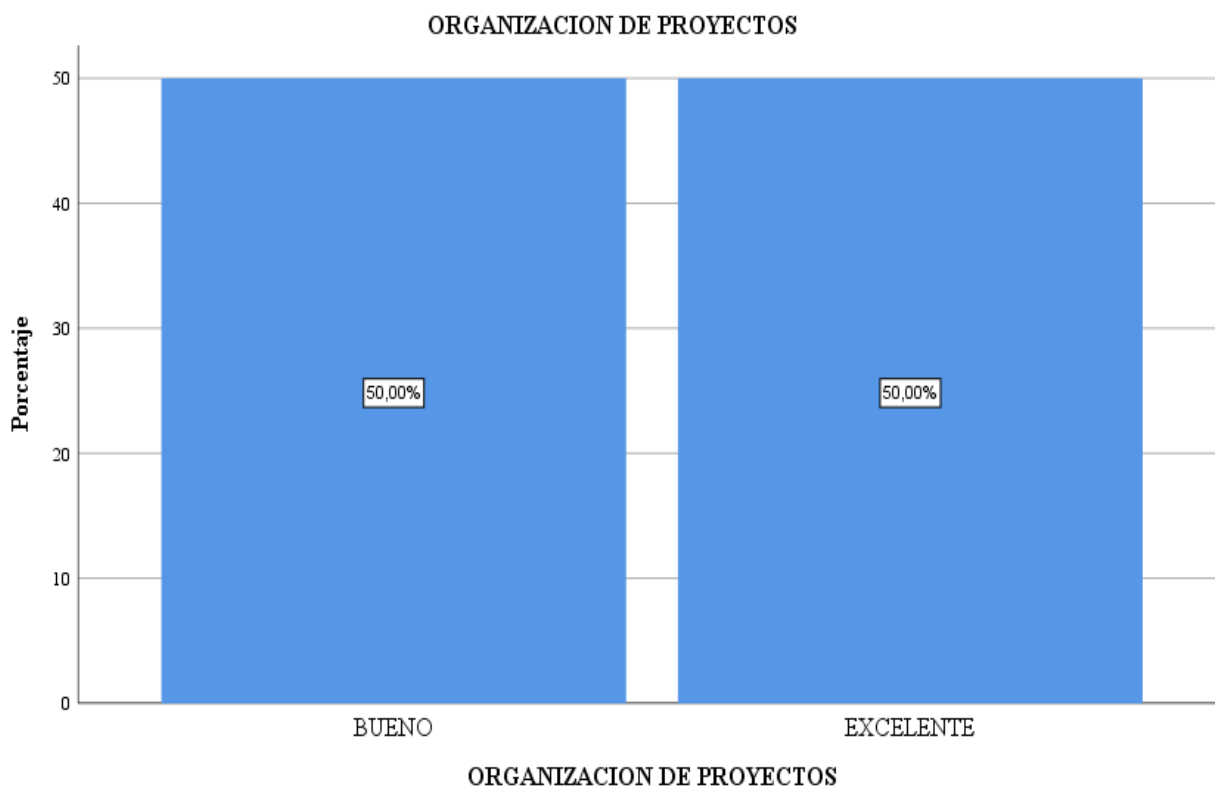 ORGANIZACION DE PROYECTOS
Porcentaje
50
40
30
20
10
0
50,00%
50,00%
BUENO
EXCELENTE
ORGANIZACION DE PROYECTOS